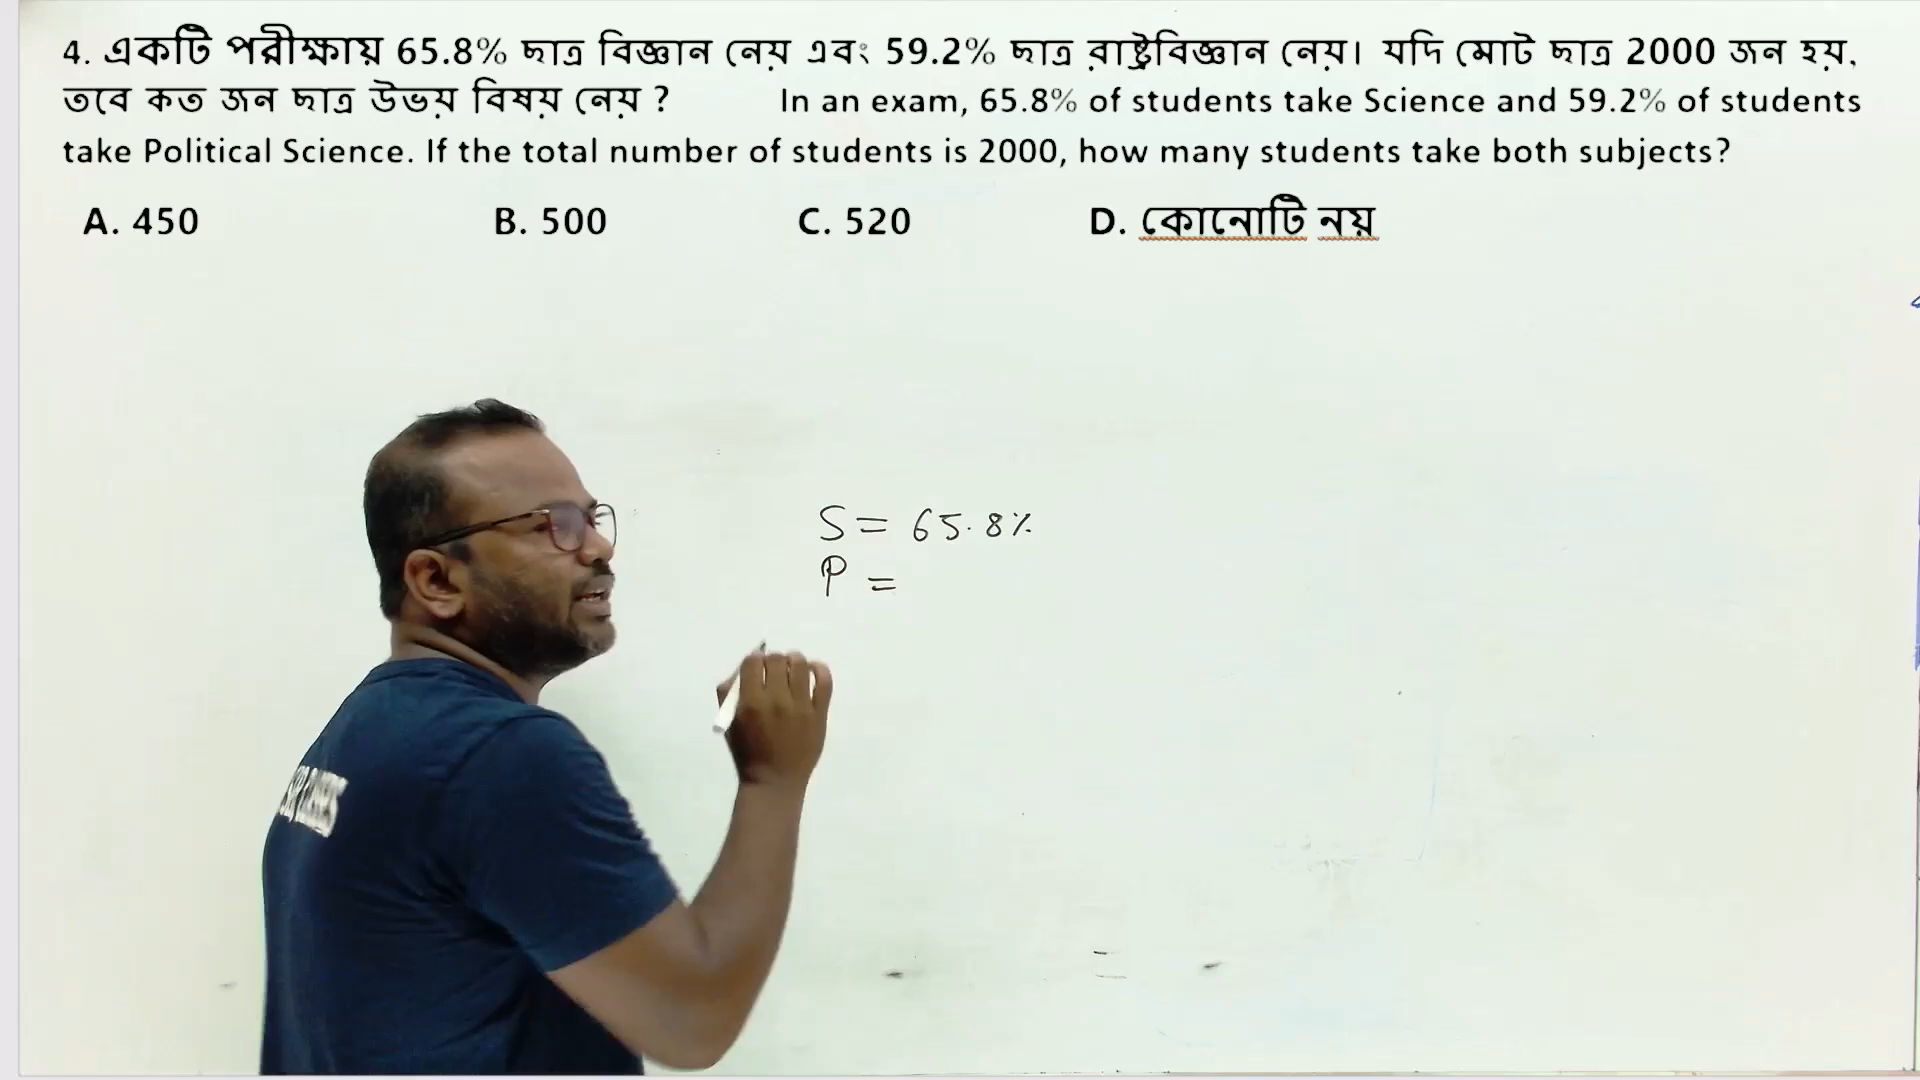 4. একটি পরীক্ষায় 65.8% ছাত্র বিজ্ঞান নেয় এবং 59.2% ছাত্র রাষ্ট্রবিজ্ঞান নেয়। যদি মোট ছাত্র 2000 জন হয়,
তবে কত জন ছাত্র উভয় বিষয় নেয় ? In an exam, 65.8% of students take Science and 59.2% of students
take Political Science. If the total number of students is 2000, how many students take both subjects?
A. 450 B. 500 C. 520 D. কোনোটি নয়
S = 65.8%
P =